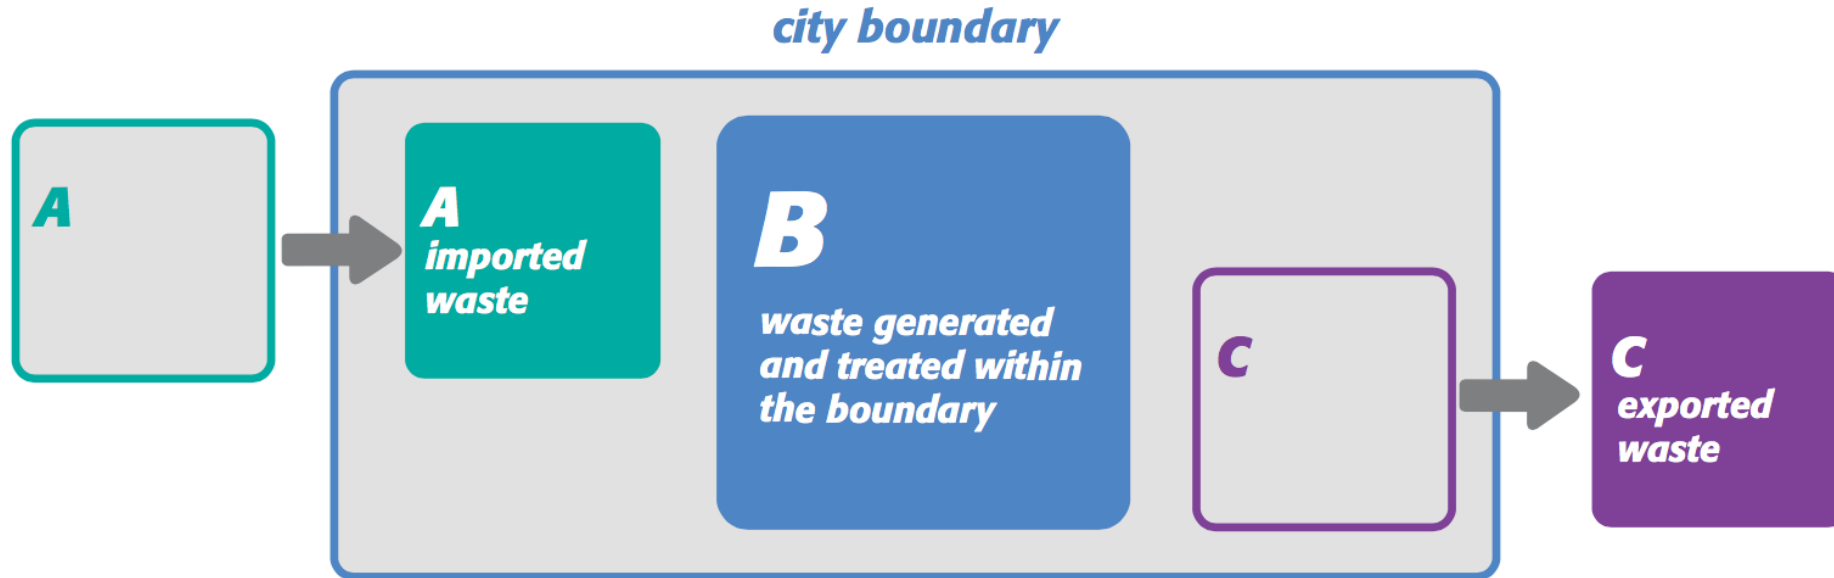 city boundary
A
A
imported
waste
B
waste generated
and treated within
the boundary
C
C
exported
waste